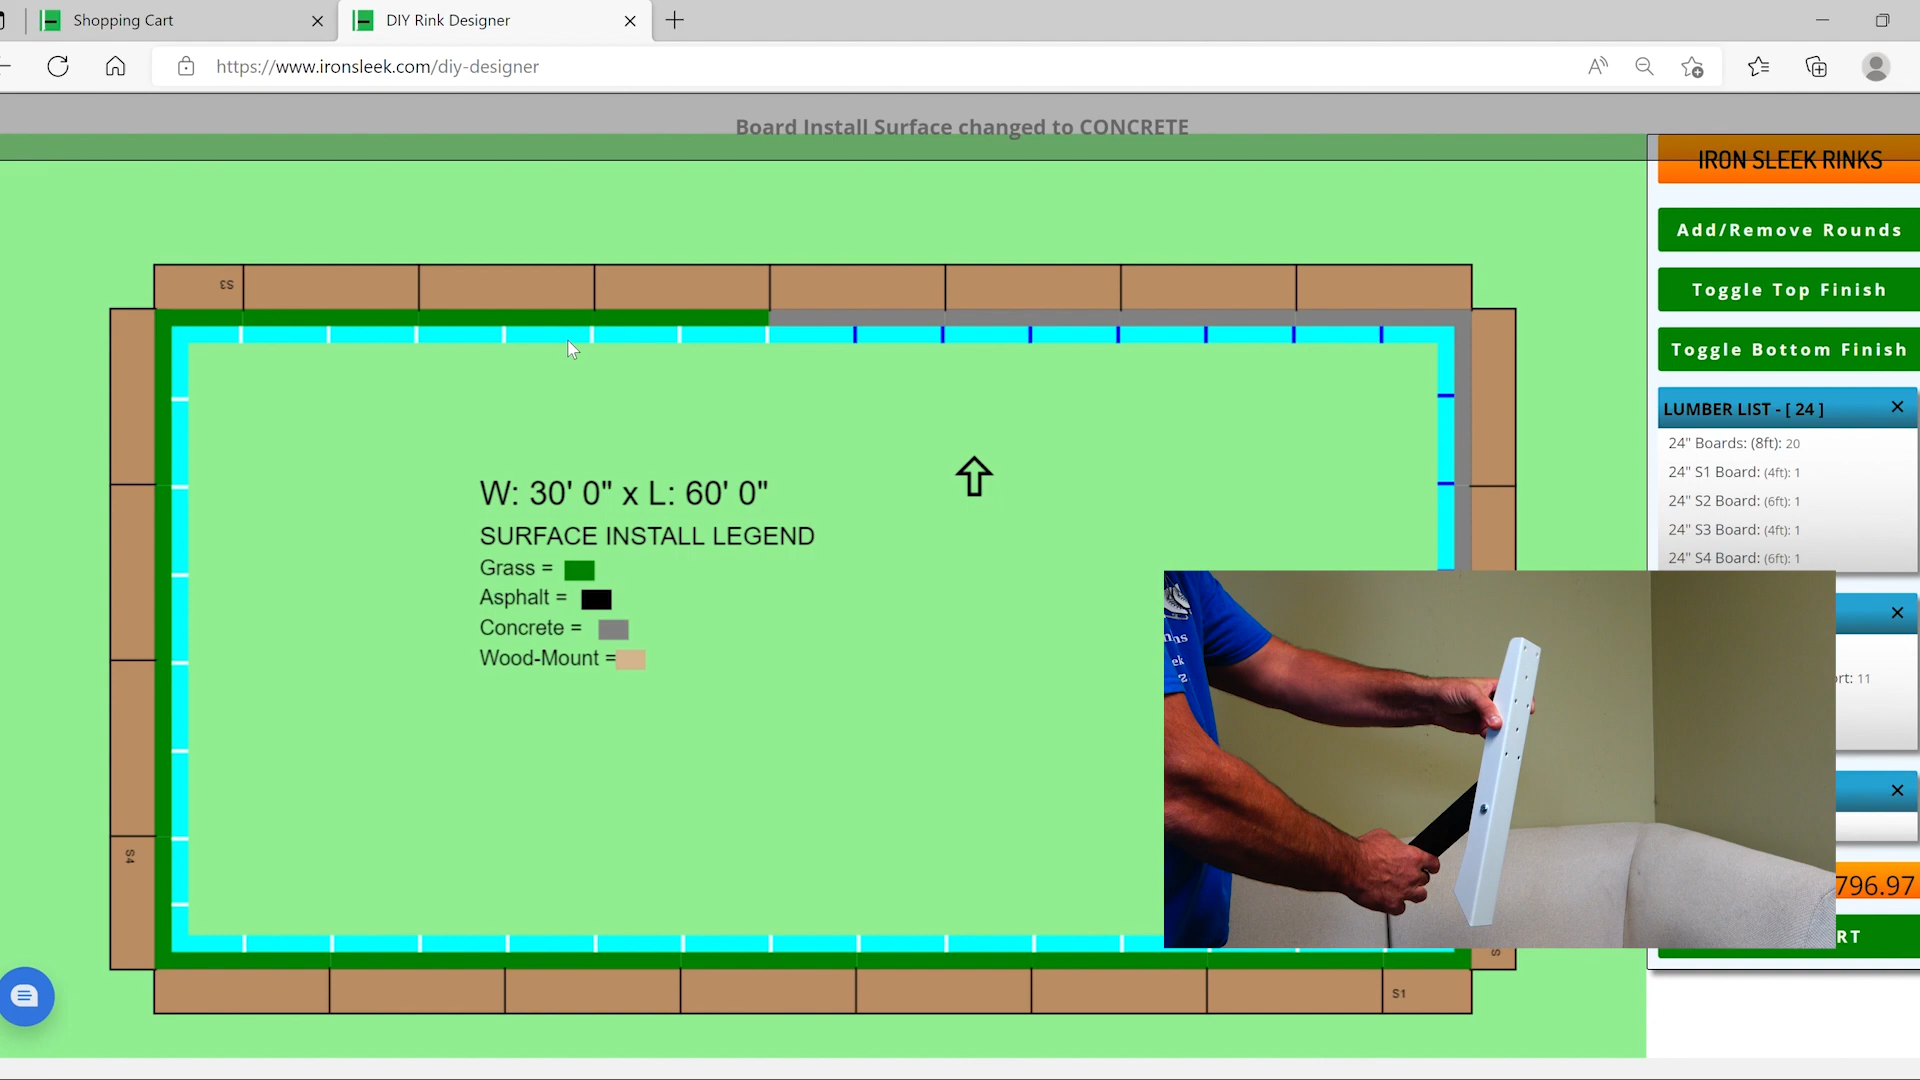 Shopping Cart
DIY Rink Designer
https://www.ironsleek.com/diy-designer
Board Install Surface changed to CONCRETE
IRON SLEEK RINKS
Add/Remove Rounds
Toggle Top Finish
Toggle Bottom Finish
LUMBER LIST - [ 24 ]
24" Boards: (8ft): 20
24" S1 Board: (4ft): 1
24" S2 Board: (6ft): 1
24" S3 Board: (4ft): 1
24" S4 Board: (6ft): 1
rt: 11
796.97
RT
S3
W: 30' 0" x L: 60' 0"
SURFACE INSTALL LEGEND
Grass =
Asphalt =
Concrete =
Wood-Mount =
S4
S1
ek